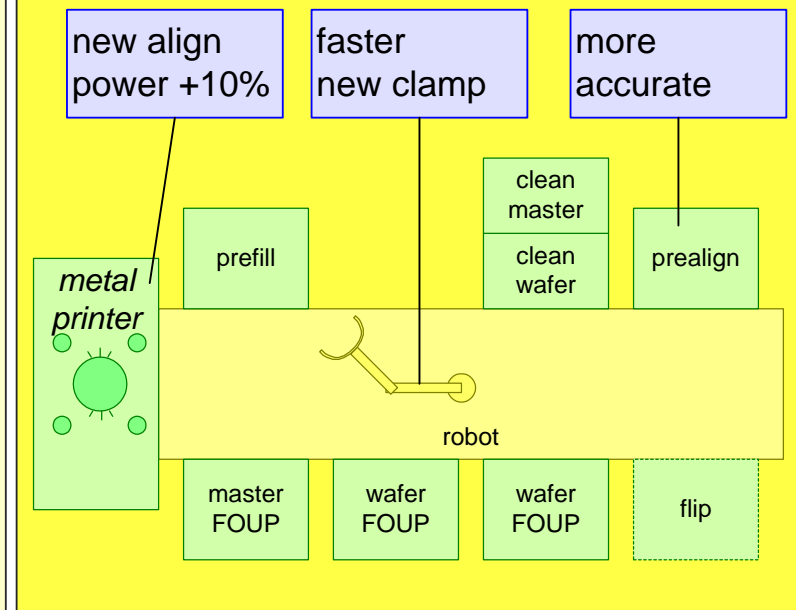 new align
power +10%
faster
new clamp
more
accurate
clean
master
prefill
clean
wafer
prealign
metal
printer
robot
master
FOUP
wafer
FOUP
wafer
FOUP
flip